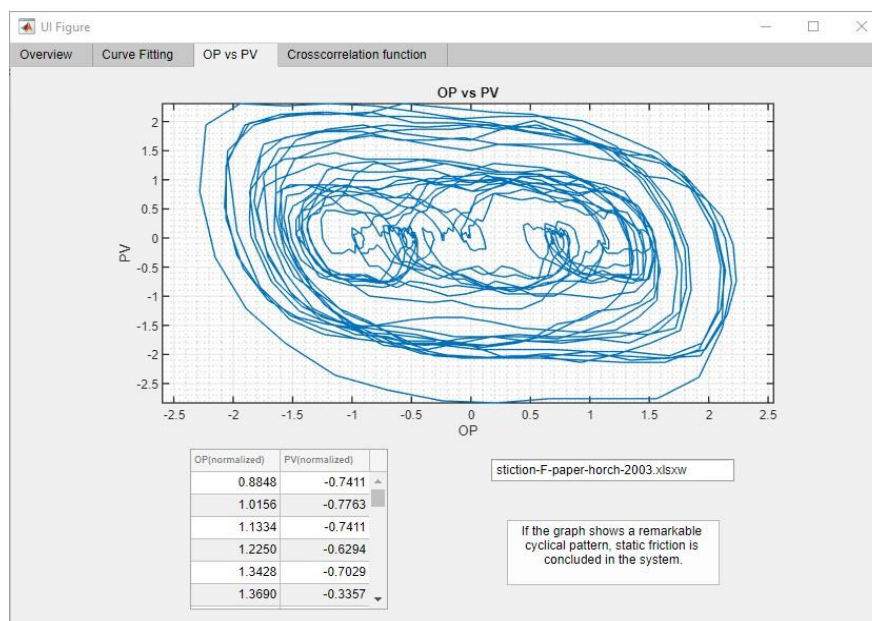 UI Figure
Overview Curve Fitting OP vs PV Crosscorrelation function
OP vs PV
2
1.5
1
0.5
0
-0.5
-1
-1.5
-2
-2.5
PV
-2.5 -2 -1.5 -1 -0.5 0 0.5 1 1.5 2 2.5
OP
OP(normalized) PV(normalized)
0.8848 -0.7411
1.0156 -0.7763
1.1334 -0.7411
1.2250 -0.6294
1.3428 -0.7029
1.3690 -0.3357
stiction-F-paper-horch-2003.xlsxw
If the graph shows a remarkable
cyclical pattern, static friction is
concluded in the system.